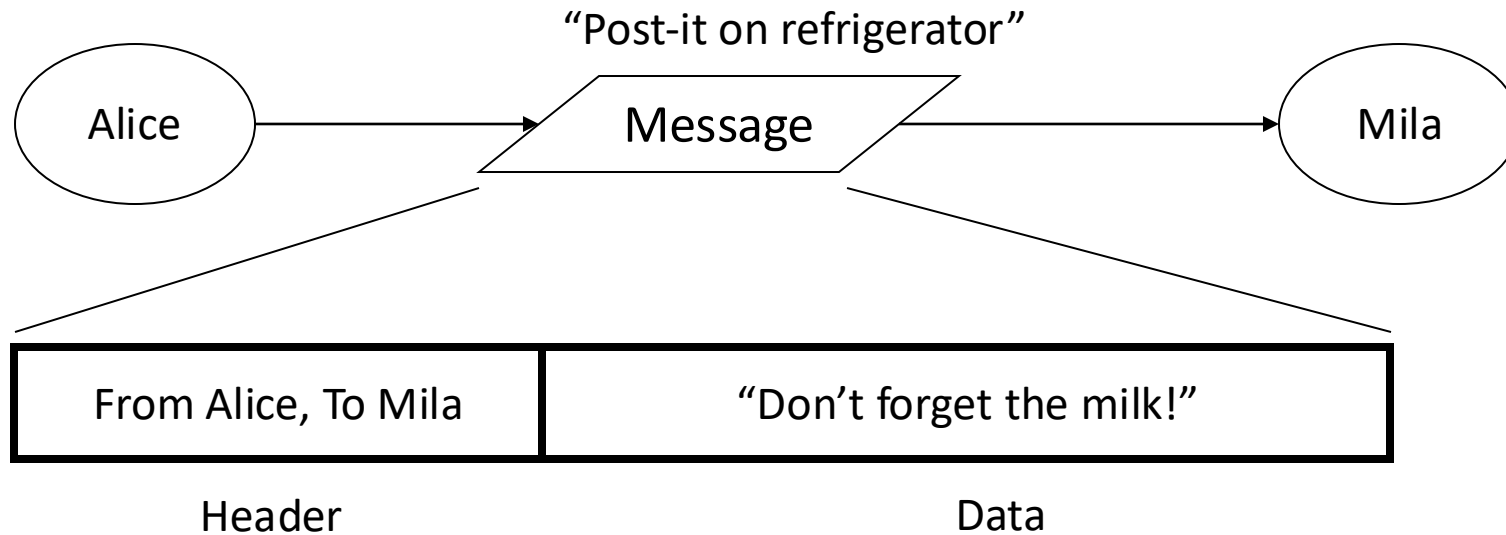 “Post-it on refrigerator”
Alice
Message
Mila
From Alice, To Mila
“Don’t forget the milk!”
Header
Data